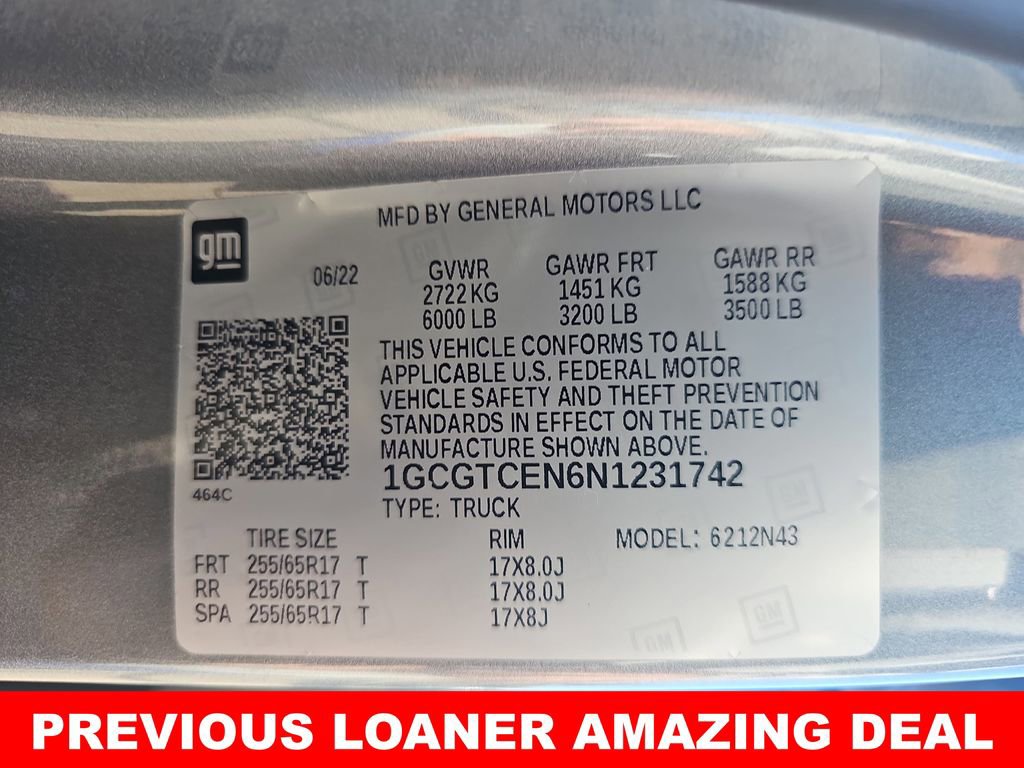 MFD BY GENERAL MOTORS LLC
gm
06/22
GVWR GAWR FRT GAWR RR
2722 KG 1451 KG 1588 KG
6000 LB 3200 LB 3500 LB
THIS VEHICLE CONFORMS TO ALL
APPLICABLE U.S. FEDERAL MOTOR
VEHICLE SAFETY AND THEFT PREVENTION
STANDARDS IN EFFECT ON THE DATE OF
MANUFACTURE SHOWN ABOVE.
1GCGTCEN6N1231742
464C
TYPE: TRUCK
TIRE SIZE RIM MODEL: 6212N43
FRT 255/65R17 T 17X8.0J
RR 255/65R17 T 17X8.0J
SPA 255/65R17 T 17X8J
GM
GM
PREVIOUS LOANER AMAZING DEAL